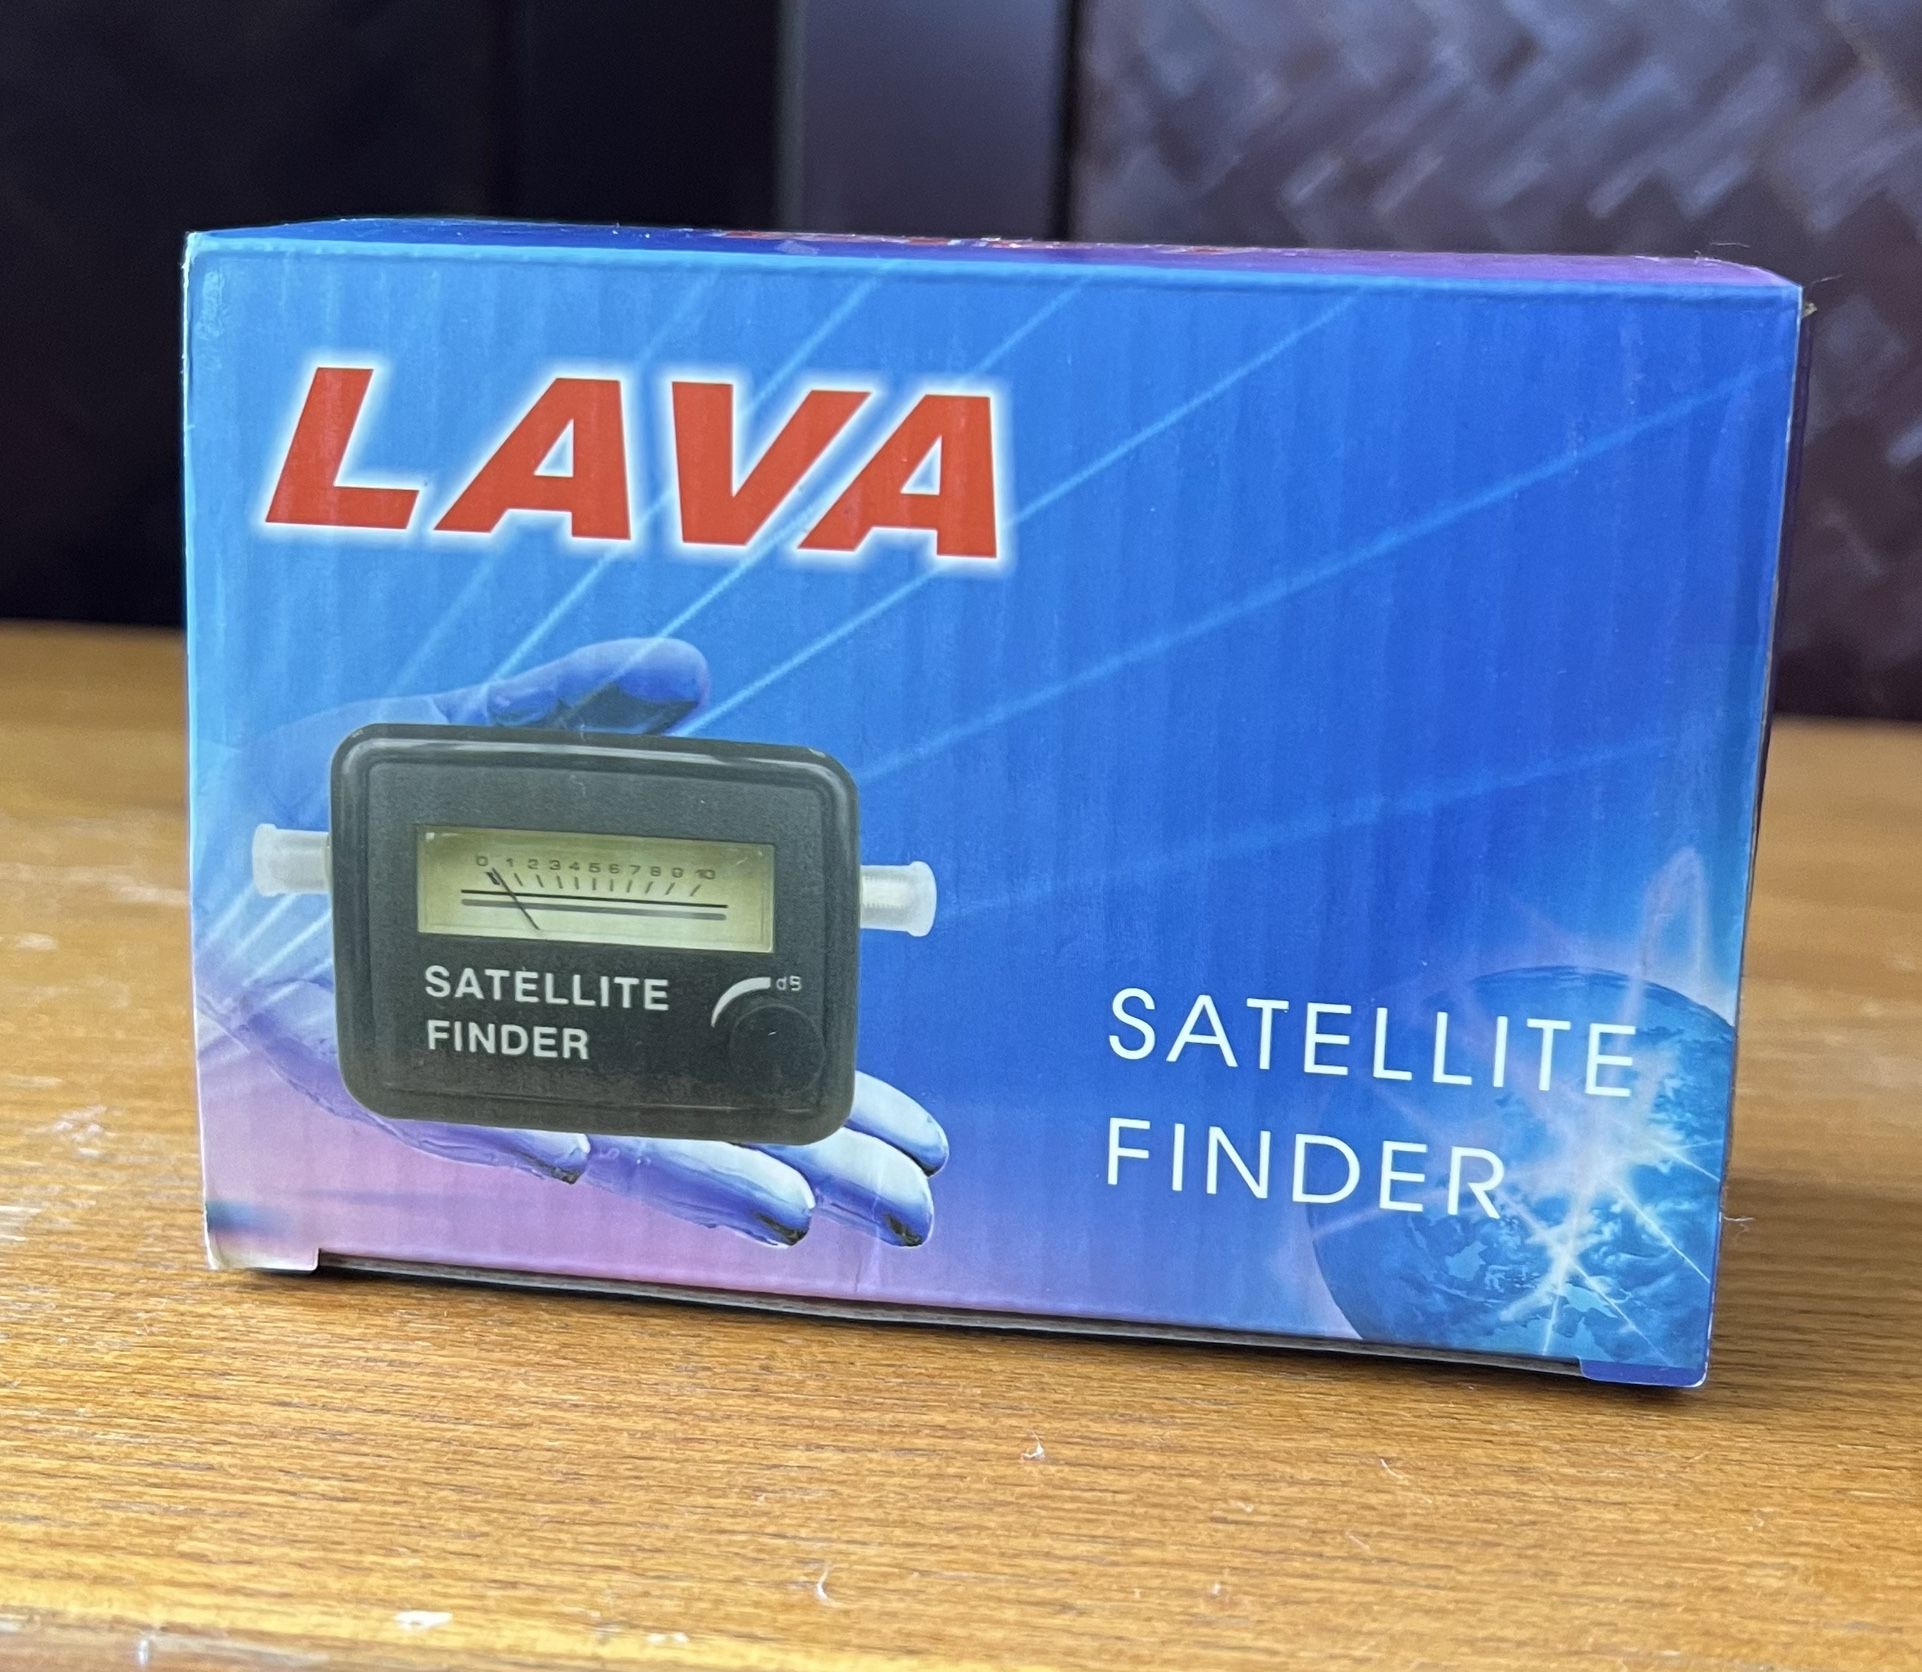 LAVA
0 1 2 3 4 5 6 7 8 9 10
SATELLITE
FINDER
dB
SATELLITE
FINDER